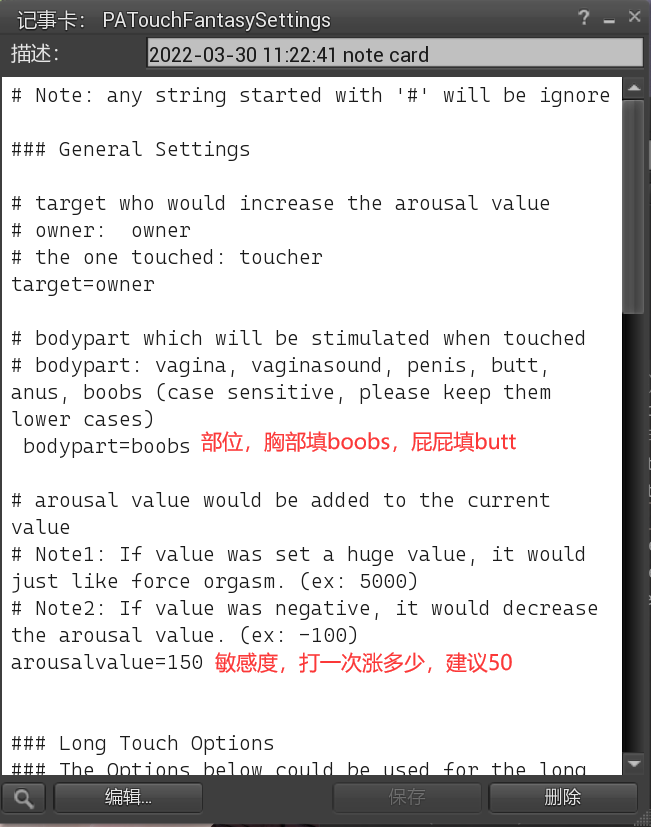 记事卡: PATouchFantasySettings
描述:
2022-03-30 11:22:41 note card
# Note: any string started with '#' will be ignore
### General Settings
# target who would increase the arousal value
# owner:  owner
# the one touched: toucher
target=owner
# bodypart which will be stimulated when touched
# bodypart: vagina, vaginasound, penis, butt,
anus, boobs (case sensitive, please keep them
lower cases)
bodypart=boobs 部位，胸部填boobs，屁屁填butt
# arousal value would be added to the current
value
# Note1: If value was set a huge value, it would
just like force orgasm. (ex: 5000)
# Note2: If value was negative, it would decrease
the arousal value. (ex: -100)
arousalvalue=150 敏感度，打一次涨多少，建议50
### Long Touch Options
### The Options below could be used for the long
编辑...
保存
删除